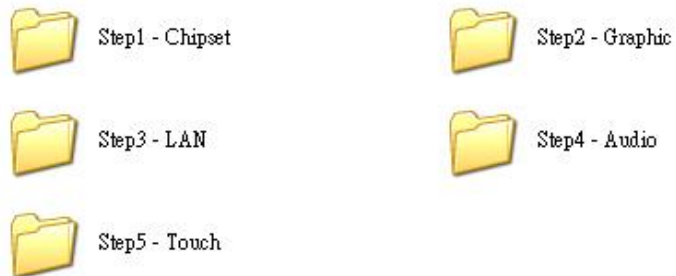 Step1 - Chipset
Step2 - Graphic
Step3 - LAN
Step4 - Audio
Step5 - Touch